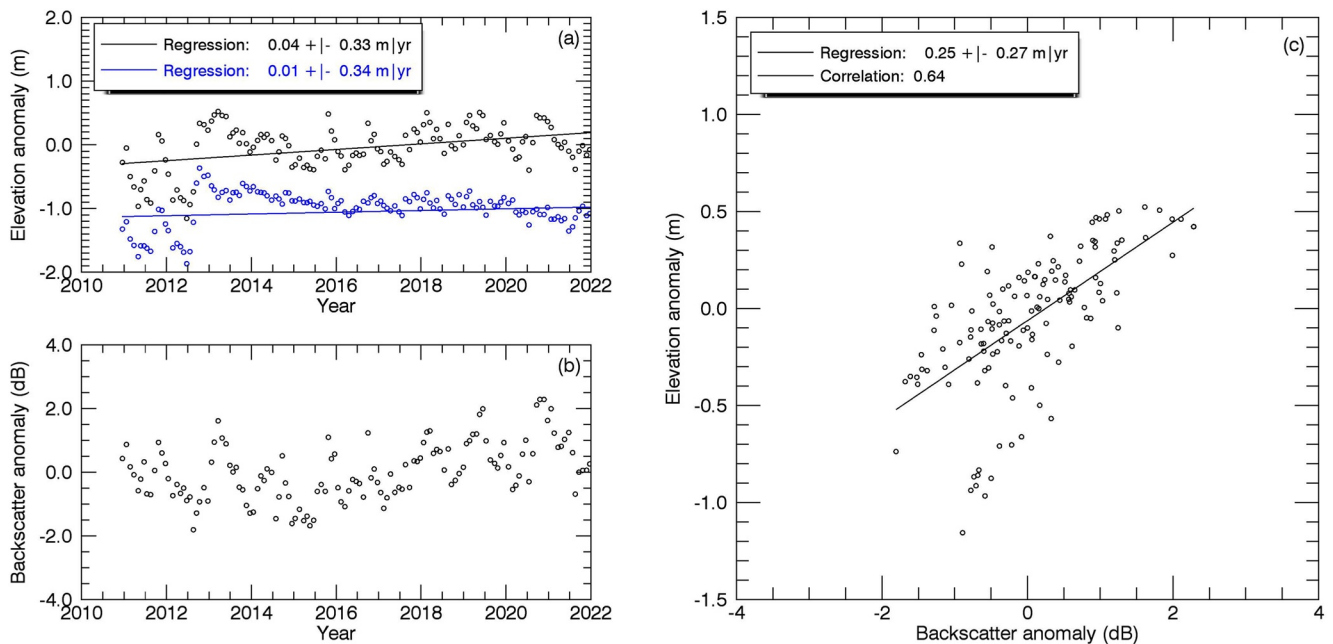 2.0
1.0
0.0
-1.0
-2.0
Elevation anomaly (m)
Regression: 0.04 +|- 0.33 m|yr
Regression: 0.01 +|- 0.34 m|yr
(a)
2010 2012 2014 2016 2018 2020 2022
Year
4.0
2.0
0.0
-2.0
-4.0
Backscatter anomaly (dB)
(b)
2010 2012 2014 2016 2018 2020 2022
Year
1.5
1.0
0.5
0.0
-0.5
-1.0
-1.5
Elevation anomaly (m)
Regression: 0.25 +|- 0.27 m|yr
Correlation: 0.64
(c)
-4 -2 0 2 4
Backscatter anomaly (dB)